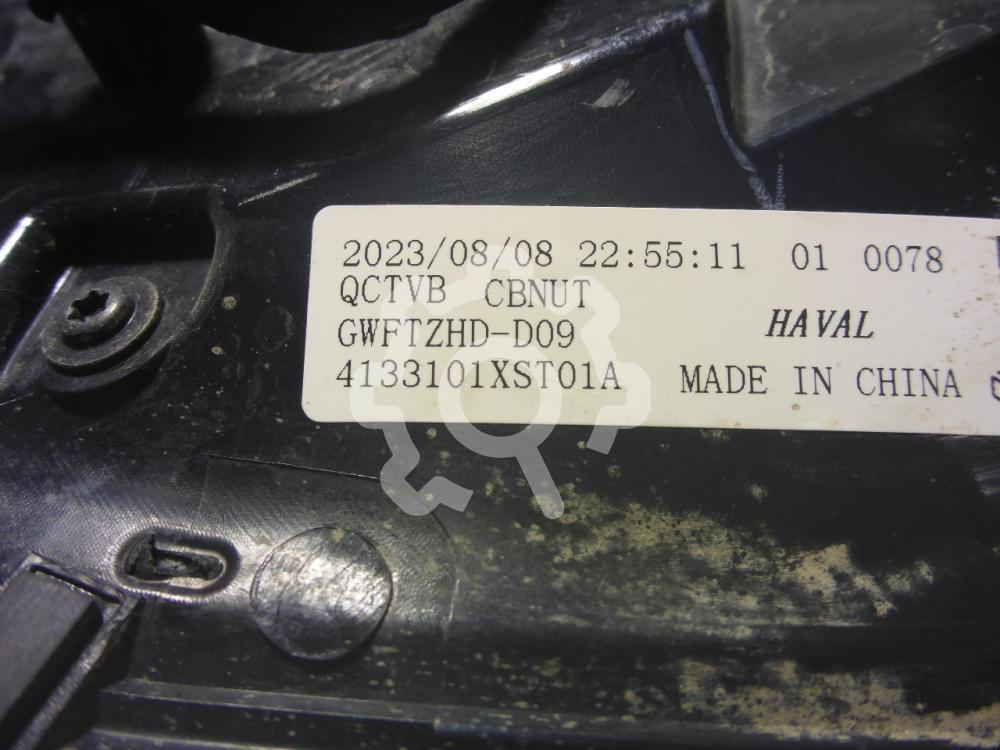 2023/08/08 22:55:11 01 0078
QCTVB CBNUT
GWFTZHD-D09 HAVAL
4133101XST01A MADE IN CHINA